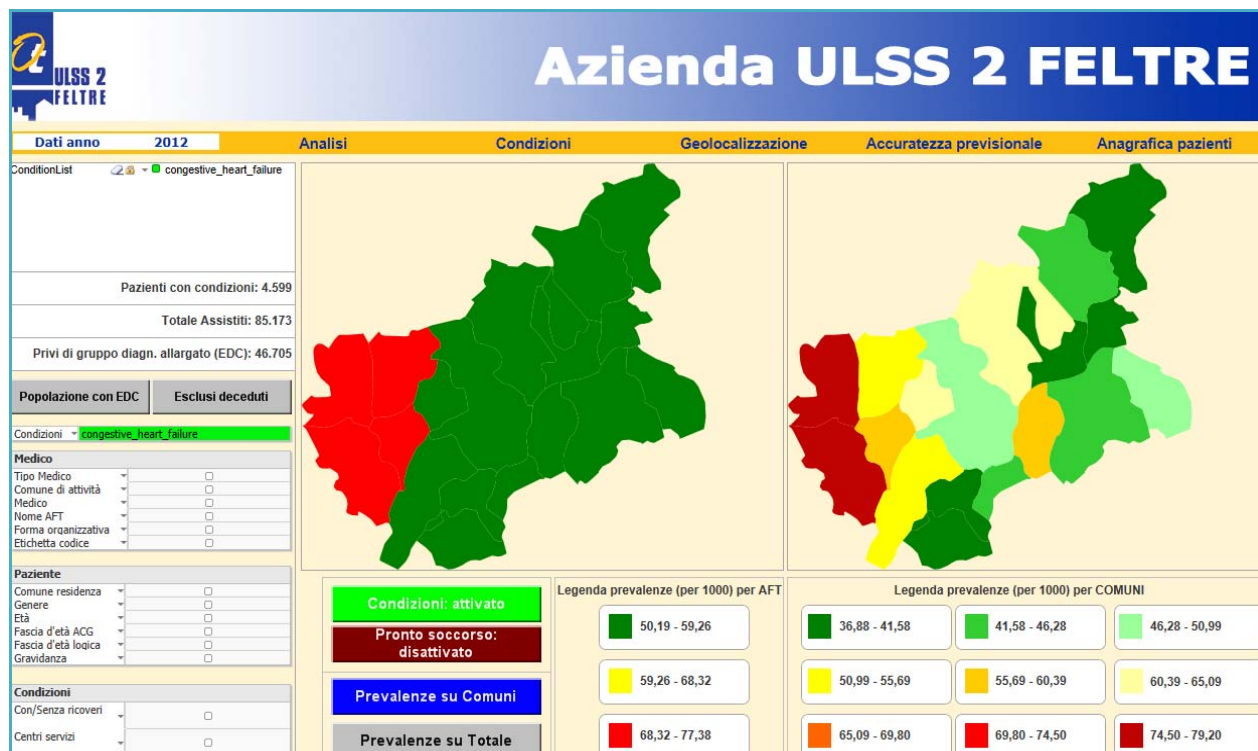 ULSS 2
FELTRE
Azienda ULSS 2 FELTRE
Dati anno 2012 Analisi Condizioni Geolocalizzazione Accuratezza previsionale Anagrafica pazienti
ConditionList congestive_heart_failure
Pazienti con condizioni: 4.599
Totale Assistiti: 85.173
Privi di gruppo diagn. allargato (EDC): 46.705
Popolazione con EDC Esclusi deceduti
Condizioni congestive_heart_failure
Medico
Tipo Medico
Comune di attività
Medico
Nome AFT
Forma organizzativa
Etichetta codice
Paziente
Comune residenza
Genere
Età
Fascia d'età ACG
Fascia d'età logica
Gravidanza
Condizioni
Con/Senza ricoveri
Centri servizi
Condizioni: attivato
Pronto soccorso:
disattivato
Prevalenze su Comuni
Prevalenze su Totale
Legenda prevalenze (per 1000) per AFT
50,19 - 59,26
59,26 - 68,32
68,32 - 77,38
Legenda prevalenze (per 1000) per COMUNI
36,88 - 41,58 41,58 - 46,28 46,28 - 50,99
50,99 - 55,69 55,69 - 60,39 60,39 - 65,09
65,09 - 69,80 69,80 - 74,50 74,50 - 79,20